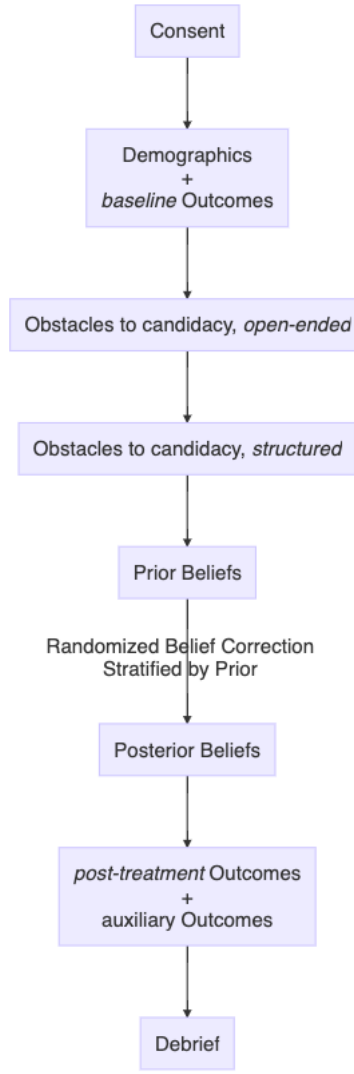 Consent
Demographics
+
baseline Outcomes
Obstacles to candidacy, open-ended
Obstacles to candidacy, structured
Prior Beliefs
Randomized Belief Correction
Stratified by Prior
Posterior Beliefs
post-treatment Outcomes
+
auxiliary Outcomes
Debrief